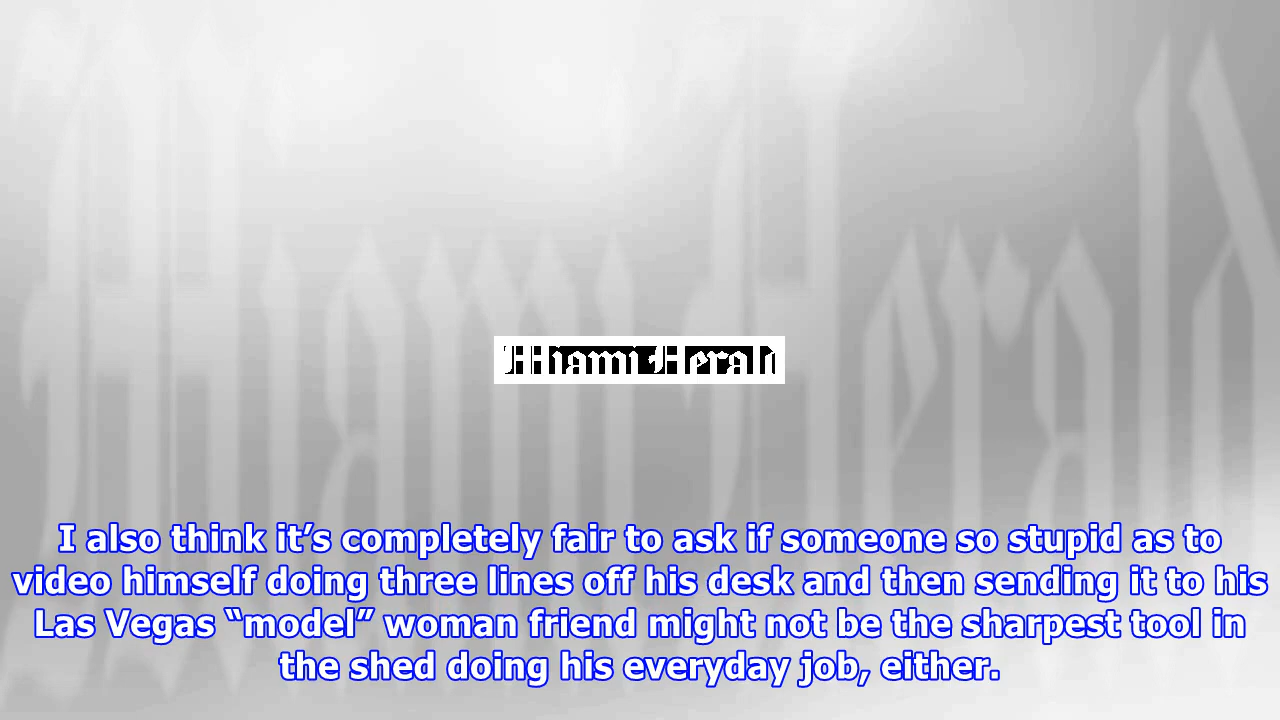 Miami Herald
I also think it’s completely fair to ask if someone so stupid as to
video himself doing three lines off his desk and then sending it to his
Las Vegas “model” woman friend might not be the sharpest tool in
the shed doing his everyday job, either.